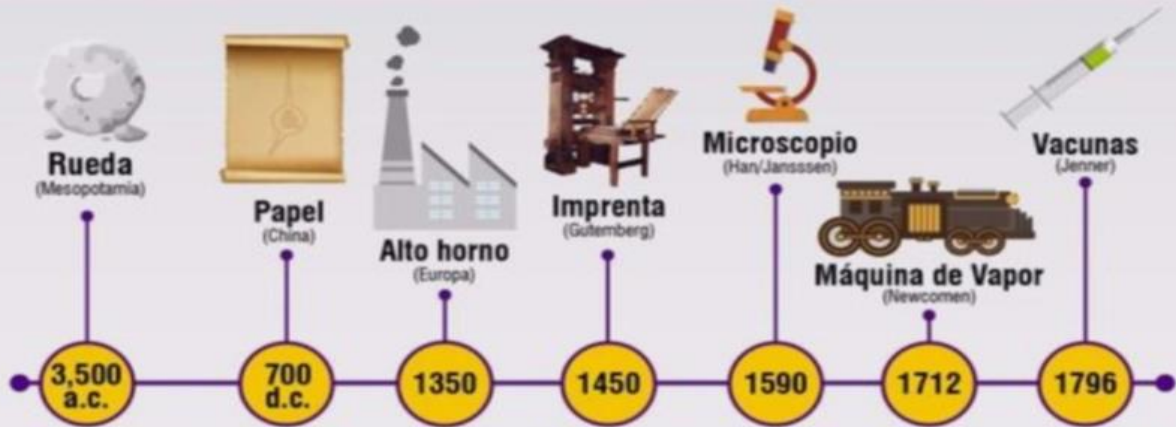 Rueda
(Mesopotamia)
3,500
a.c.
Papel
(China)
700
d.c.
Alto horno
(Europa)
1350
Imprenta
(Gutemberg)
1450
Microscopio
(Han/Jansssen)
1590
Máquina de Vapor
(Newcomen)
1712
Vacunas
(Jenner)
1796